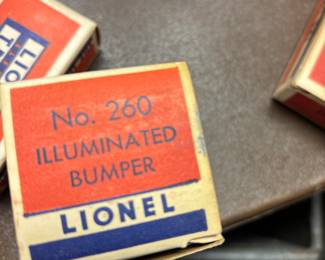 No. 260
ILLUMINATED
BUMPER
LIONEL